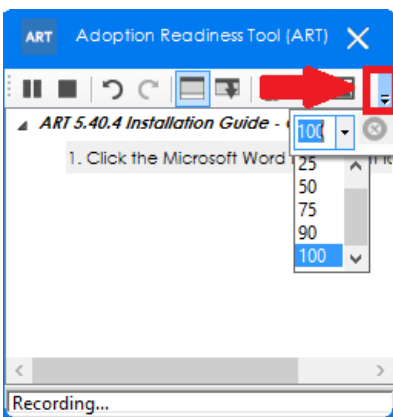 ART Adoption Readiness Tool (ART)
ART 5.40.4 Installation Guide -
100
1. Click the Microsoft Word
25
50
75
90
100
Recording...